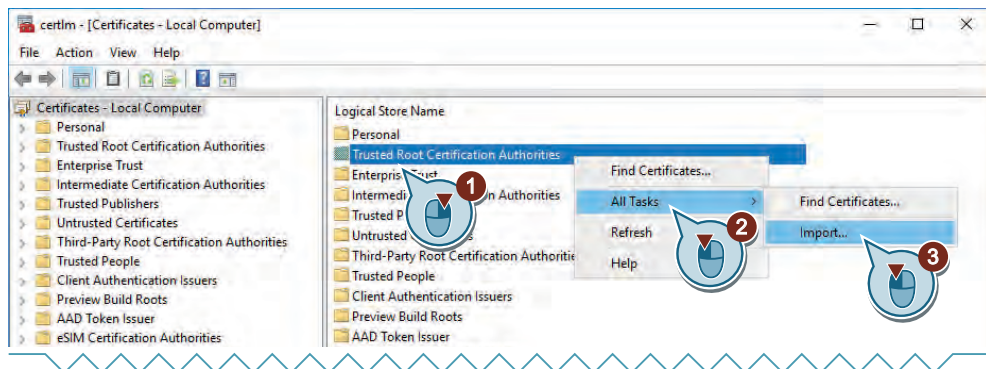 certlm - [Certificates - Local Computer]
File Action View Help
Certificates - Local Computer
Personal
Trusted Root Certification Authorities
Enterprise Trust
Intermediate Certification Authorities
Trusted Publishers
Untrusted Certificates
Third-Party Root Certification Authorities
Trusted People
Client Authentication Issuers
Preview Build Roots
AAD Token Issuer
eSIM Certification Authorities
Logical Store Name
Personal
Trusted Root Certification Authorities
Enterprise Trust
Authorities
Trusted
Untrusted
Third-Party Root Certification
Trusted People
Client Authentication Issuers
Preview Build Roots
AAD Token Issuer
1
Find Certificates...
All Tasks
Refresh
Help
2
Find Certificates...
Import...
3